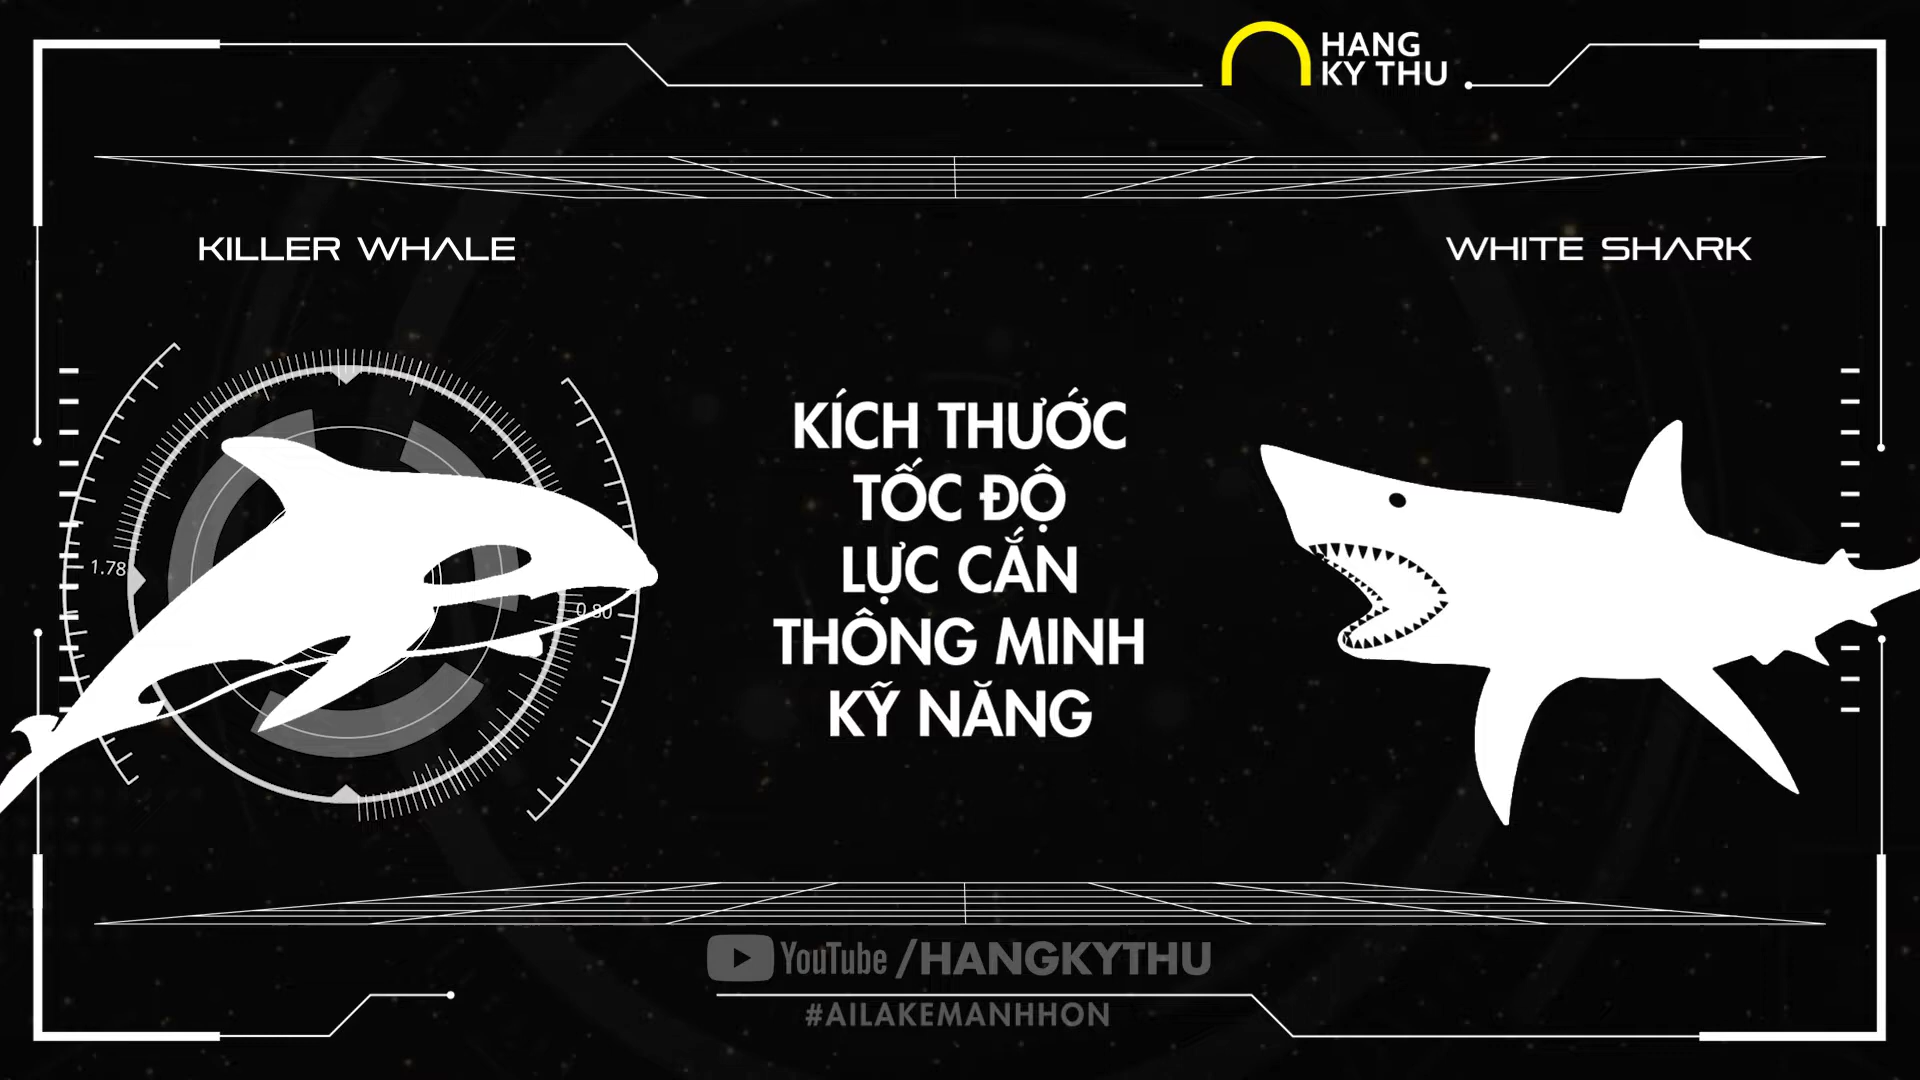 HANG
KY THU
KILLER WHALE
WHITE SHARK
1.78
0.80
KÍCH THƯỚC
TỐC ĐỘ
LỰC CẮN
THÔNG MINH
KỸ NĂNG
YouTube /HANGKYTHU
#AILAKEMANHHON